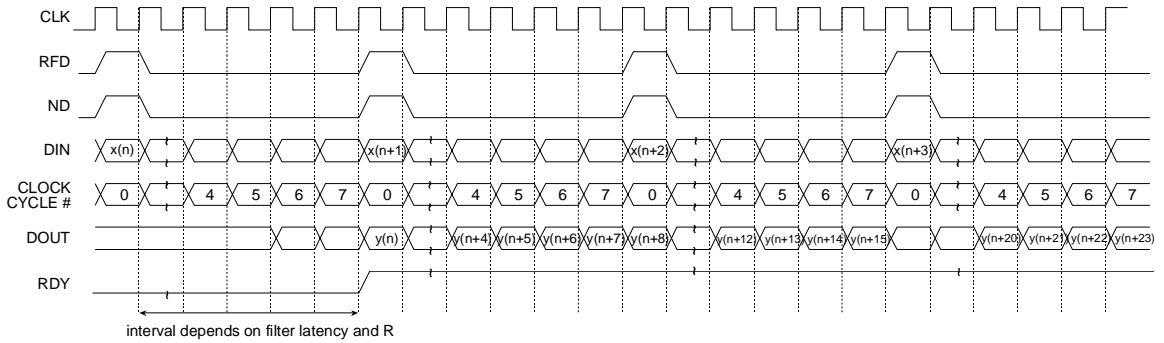 CLK
RFD
ND
DIN x(n) x(n+1) x(n+2) x(n+3)
CLOCK
CYCLE # 0 4 5 6 7 0 4 5 6 7 0 4 5 6 7 0 4 5 6 7
DOUT y(n) y(n+4) y(n+5) y(n+6) y(n+7) y(n+8) y(n+12) y(n+13) y(n+14) y(n+15) y(n+20) y(n+21) y(n+22) y(n+23)
RDY
interval depends on filter latency and R